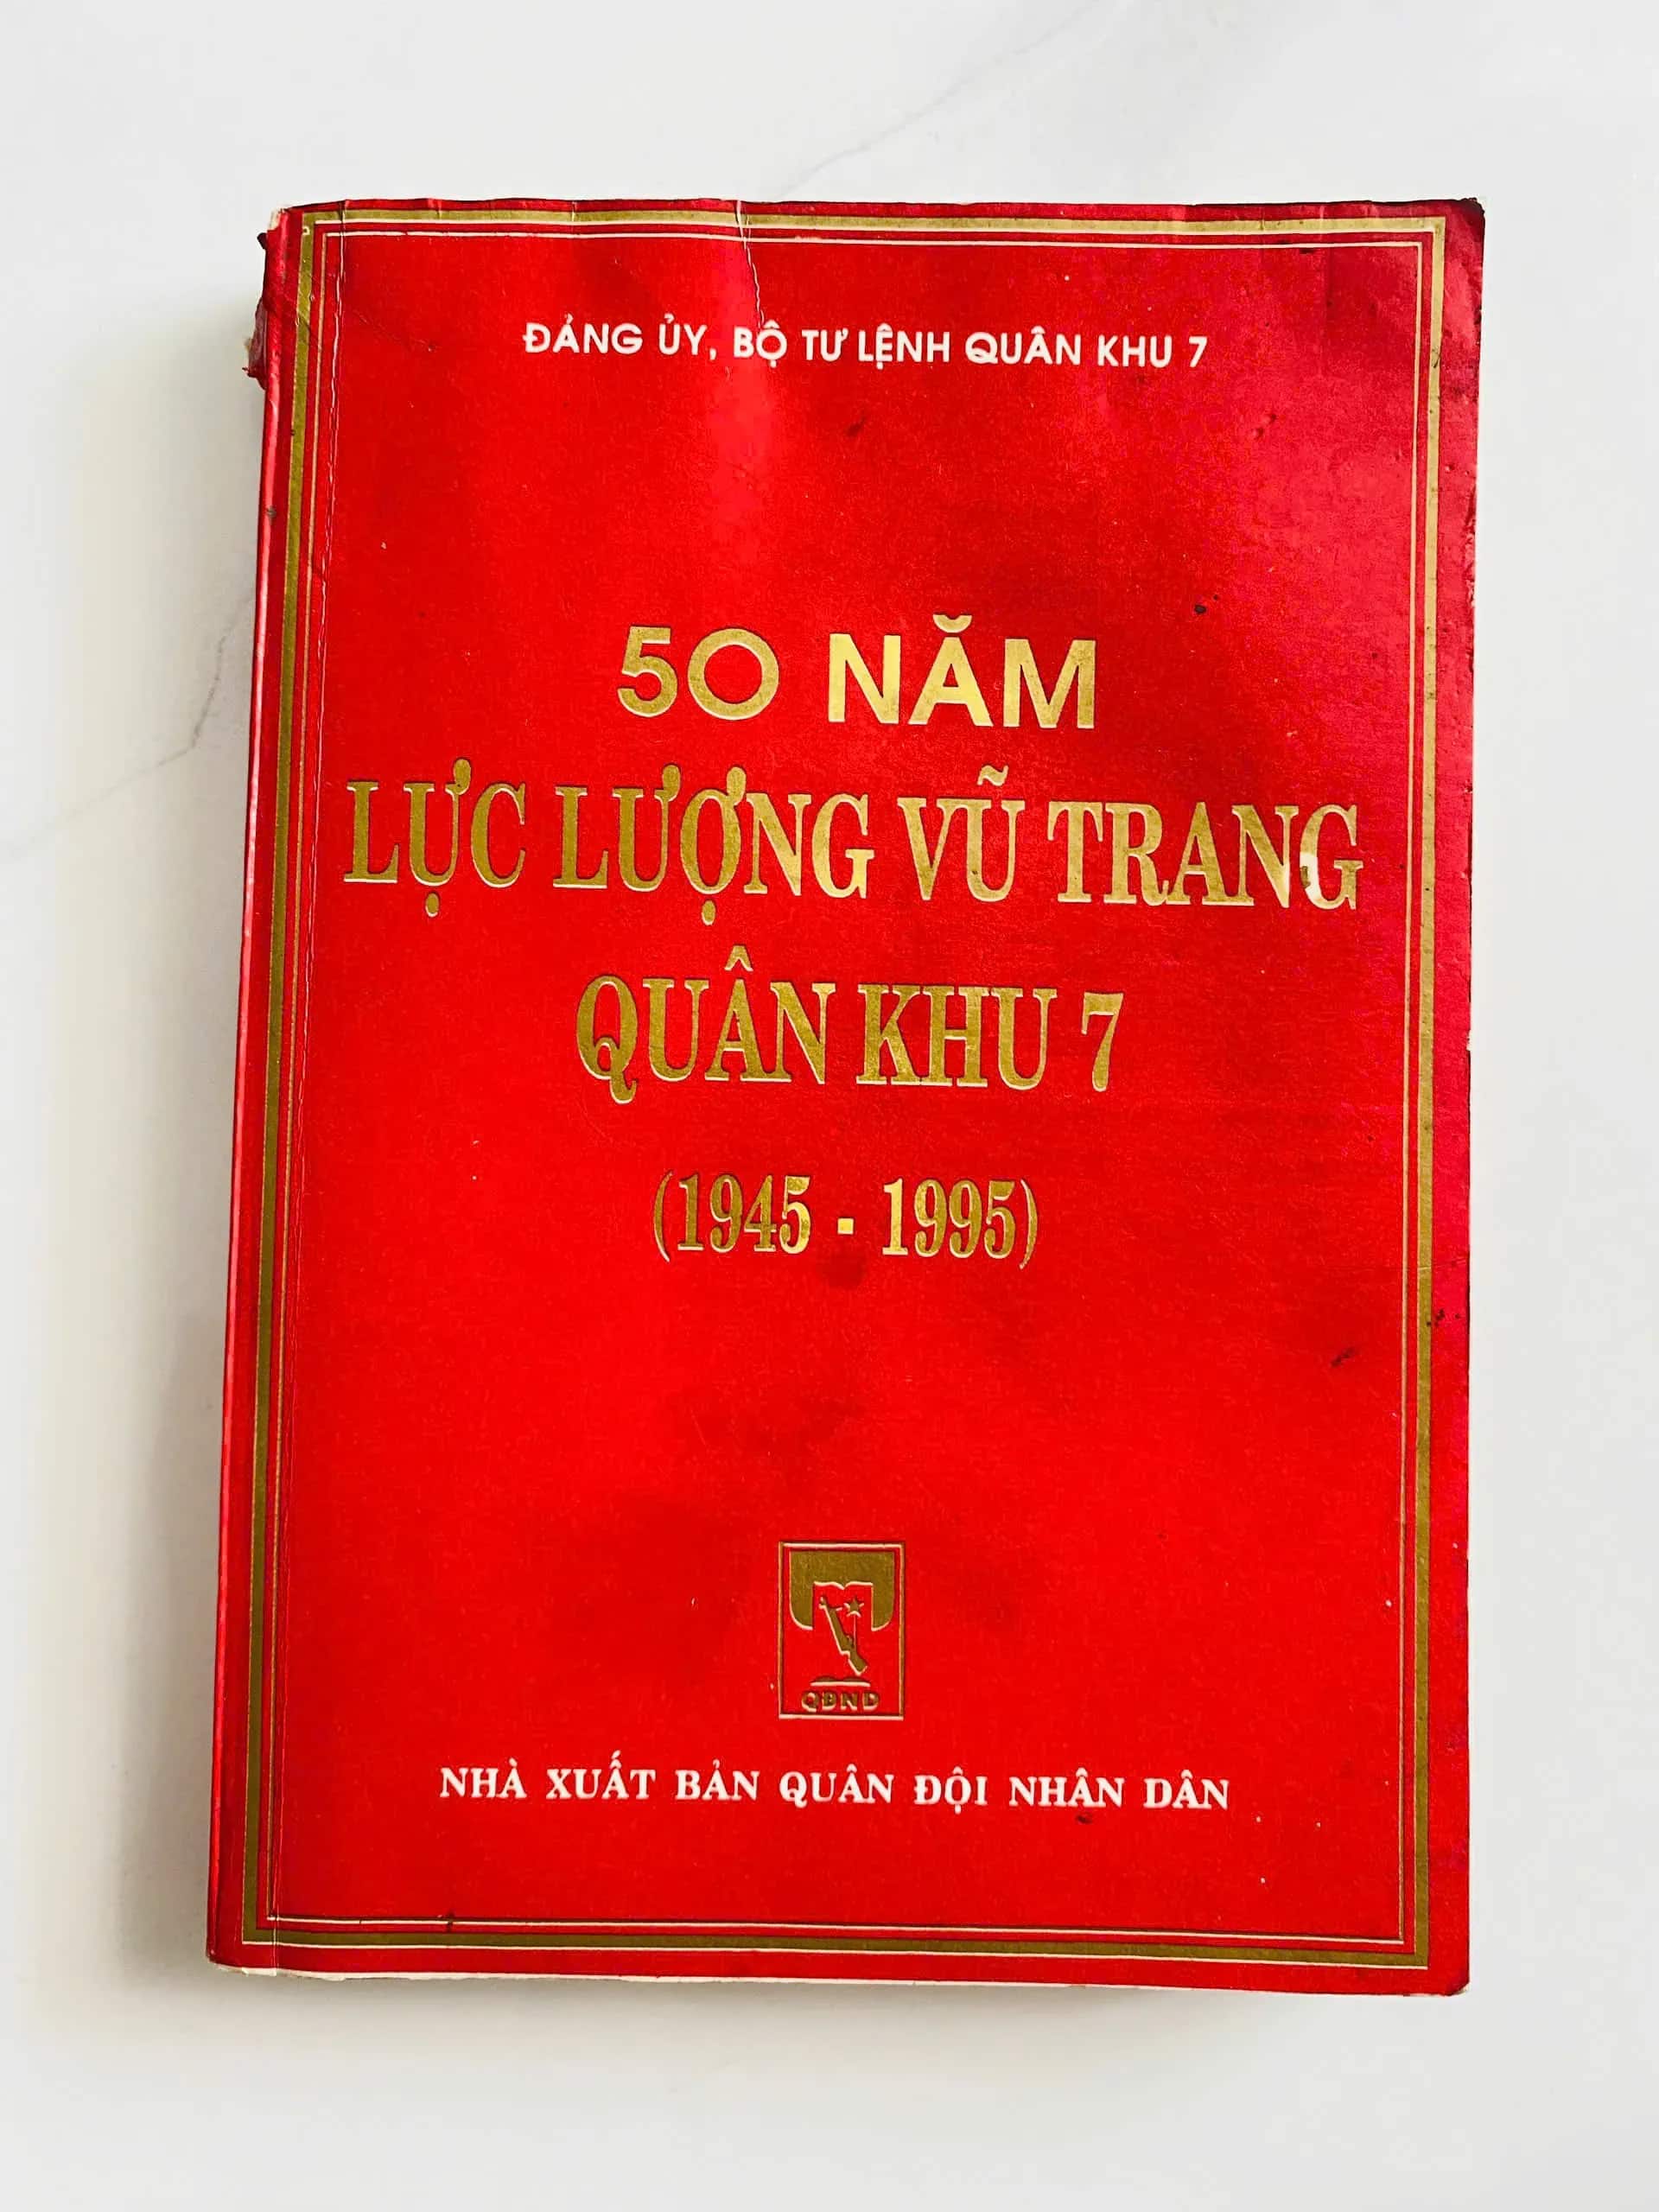 ĐẢNG ỦY, BỘ TƯ LỆNH QUÂN KHU 7
50 NĂM
LỰC LƯỢNG VŨ TRANG
QUÂN KHU 7
(1945 - 1995)
QĐND
NHÀ XUẤT BẢN QUÂN ĐỘI NHÂN DÂN